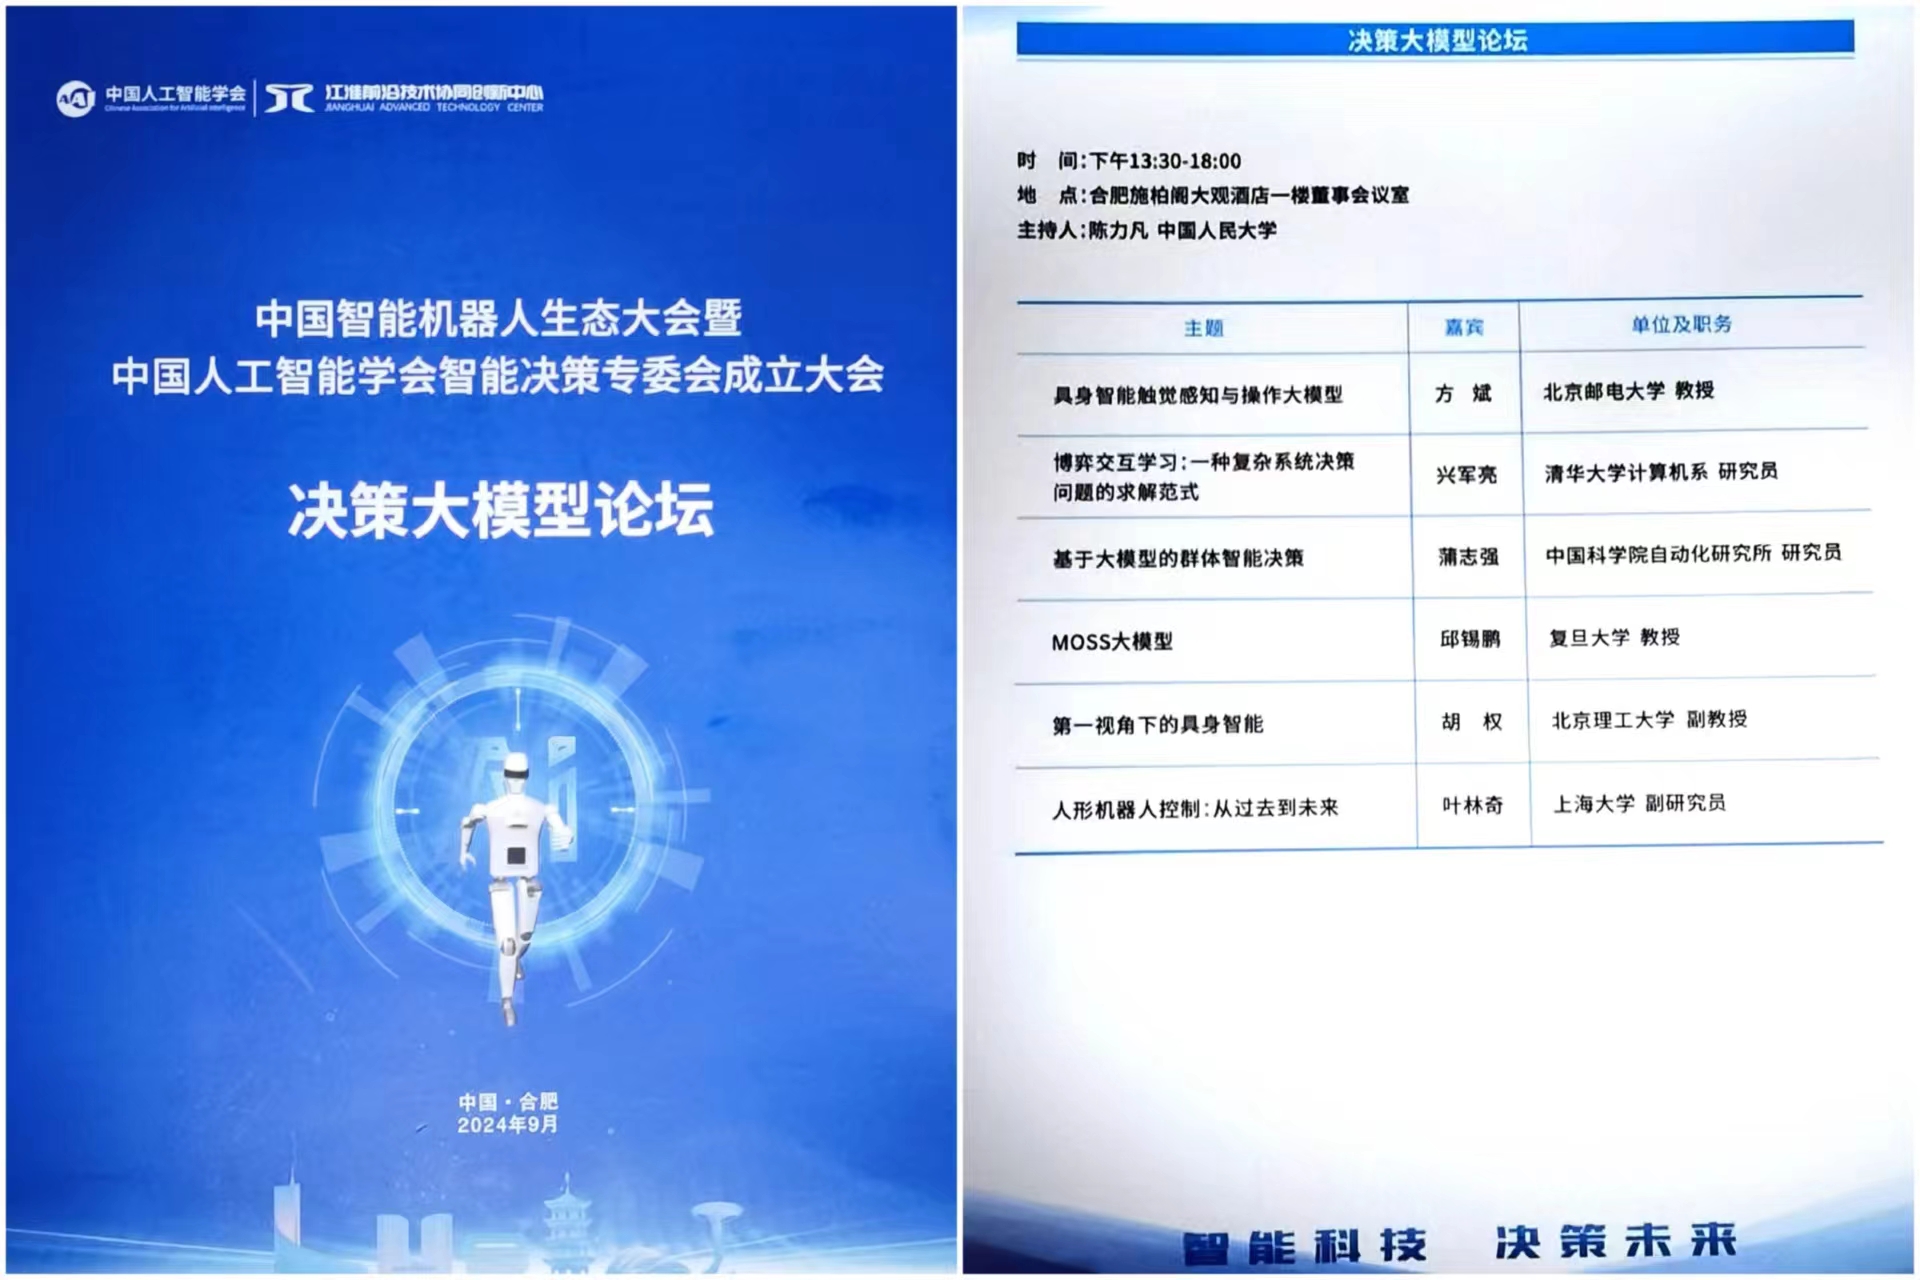 中国人工智能学会
Chinese Association for Artificial Intelligence
江淮前沿技术协同创新中心
JIANGHUAI ADVANCED TECHNOLOGY CENTER
中国智能机器人生态大会暨
中国人工智能学会智能决策专委会成立大会
决策大模型论坛
Ai
中国·合肥
2024年9月
决策大模型论坛
时 间:下午13:30-18:00
地 点:合肥施柏阁大观酒店一楼董事会议室
主持人:陈力凡 中国人民大学
主题 嘉宾 单位及职务
具身智能触觉感知与操作大模型 方 斌 北京邮电大学 教授
博弈交互学习:一种复杂系统决策
问题的求解范式 兴军亮 清华大学计算机系 研究员
基于大模型的群体智能决策 蒲志强 中国科学院自动化研究所 研究员
MOSS大模型 邱锡鹏 复旦大学 教授
第一视角下的具身智能 胡 权 北京理工大学 副教授
人形机器人控制:从过去到未来 叶林奇 上海大学 副研究员
智能科技 决策未来